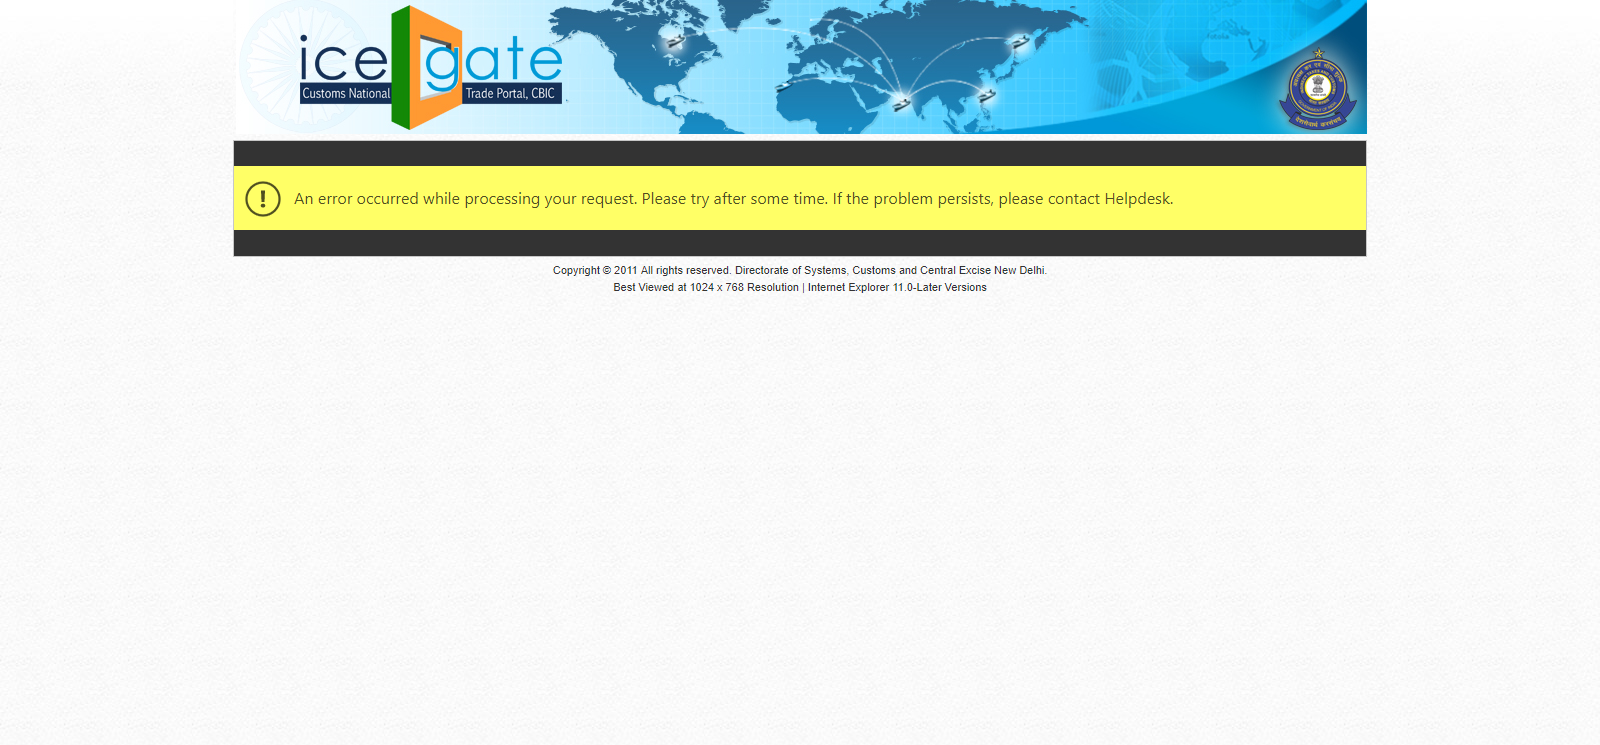 icegate
Customs National Trade Portal, CBIC
An error occurred while processing your request. Please try after some time. If the problem persists, please contact Helpdesk.
Copyright © 2011 All rights reserved. Directorate of Systems, Customs and Central Excise New Delhi.
Best Viewed at 1024 x 768 Resolution | Internet Explorer 11.0-Later Versions